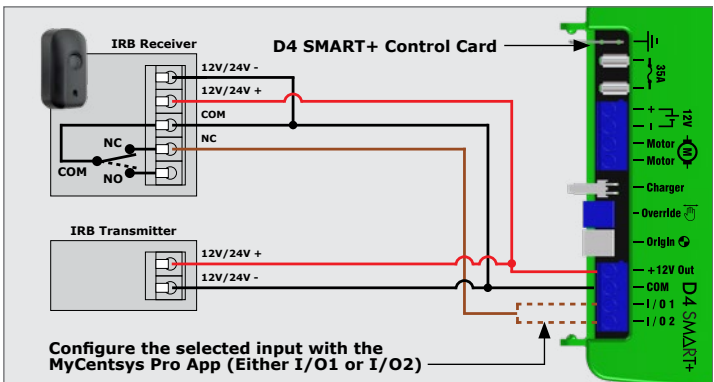 IRB Receiver
12V/24V -
12V/24V +
COM
NC
NC
COM
NO
IRB Transmitter
12V/24V +
12V/24V -
D4 SMART+ Control Card
35A
+
-
12V
Motor
Motor
M
Charger
Override
Origin
+12V Out
COM
I/O 1
I/O 2
D4 SMART+
Configure the selected input with the
MyCentsys Pro App (Either I/O1 or I/O2)